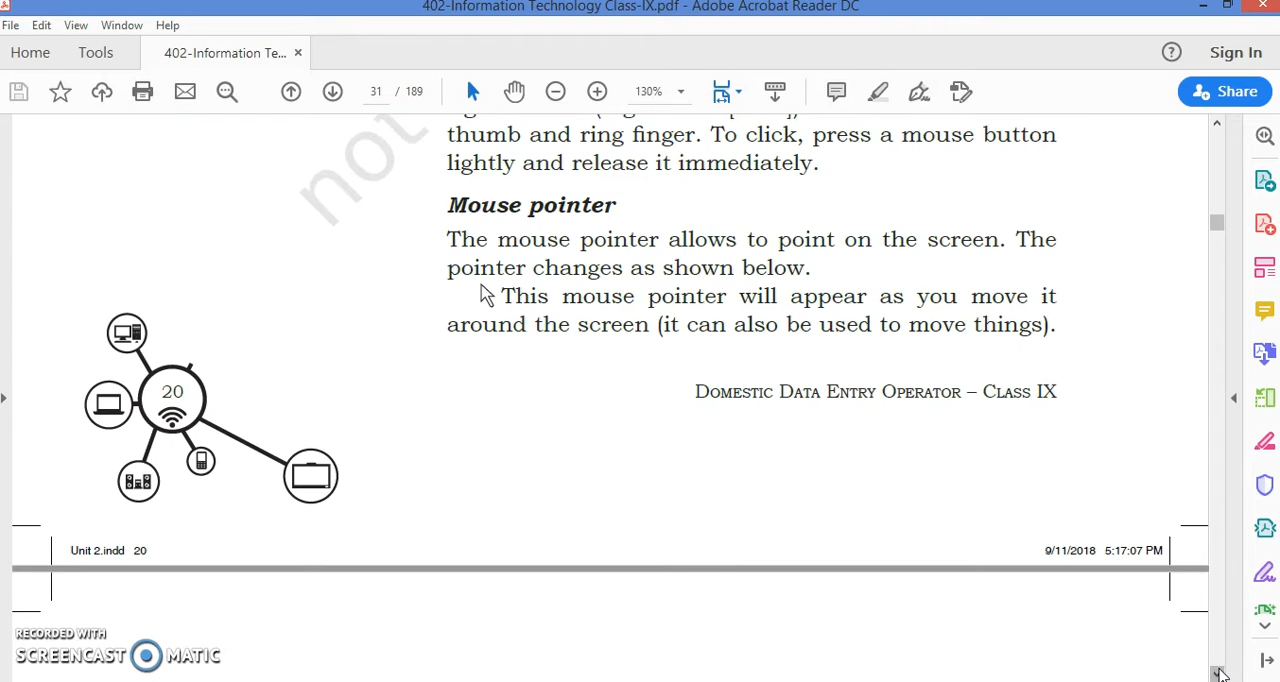 402-Information Technology Class-IX.pdf - Adobe Acrobat Reader DC
File Edit View Window Help
Home Tools 402-Information Te... × Sign In
31 / 189 130% Share
thumb and ring finger. To click, press a mouse button
lightly and release it immediately.
not
Mouse pointer
The mouse pointer allows to point on the screen. The
pointer changes as shown below.
This mouse pointer will appear as you move it
around the screen (it can also be used to move things).
20
Domestic Data Entry Operator – Class IX
Unit 2.indd 20 9/11/2018 5:17:07 PM
RECORDED WITH
SCREENCAST MATIC